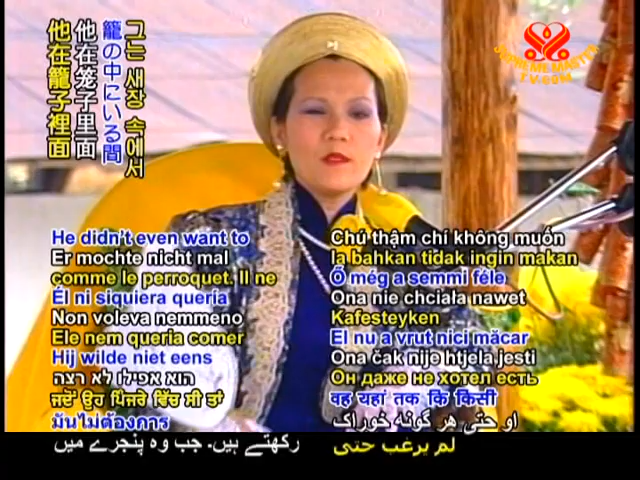 그는 새장 속에서
籠の中にいる間
他在笼子里面
他在籠子裡面
SUPREME MASTER
TV.COM
He didn't even want to
Er mochte nicht mal
comme le perroquet. Il ne
Él ni siquiera quería
Non voleva nemmeno
Ele nem queria comer
Hij wilde niet eens
הוא אפילו לא רצה
ਜਦੋਂ ਉਹ ਪਿੰਜਰੇ ਵਿੱਚ ਸੀ ਤਾਂ
มันไม่ต้องการ
رکھتے ہیں۔ جب وہ پنجرے میں
Chú thậm chí không muốn
Ia bahkan tidak ingin makan
Ő még a semmi féle
Ona nie chciała nawet
Kafesteyken
El nu a vrut nici măcar
Ona čak nije htjela jesti
Он даже не хотел есть
वह यहां तक कि किसी
او حتی هر گونه خوراک
لم يرغب حتى